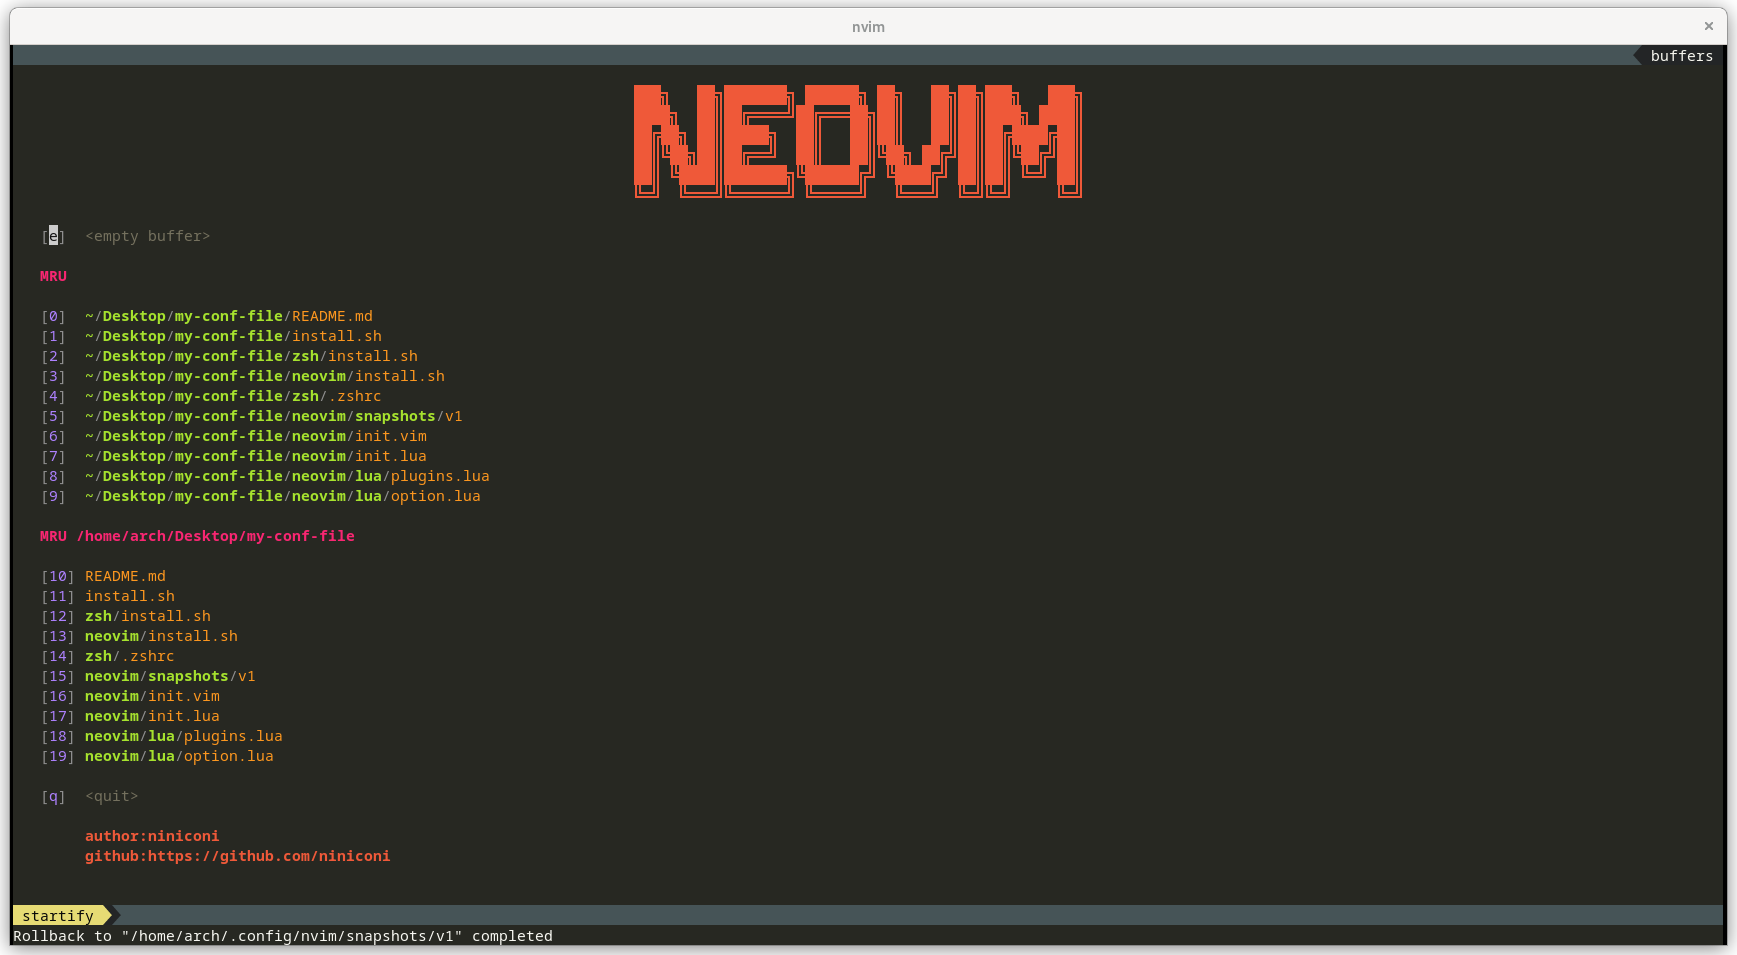 nvim ×
buffers
NEOVIM
[e] <empty buffer>
MRU
[0] ~/Desktop/my-conf-file/README.md
[1] ~/Desktop/my-conf-file/install.sh
[2] ~/Desktop/my-conf-file/zsh/install.sh
[3] ~/Desktop/my-conf-file/neovim/install.sh
[4] ~/Desktop/my-conf-file/zsh/.zshrc
[5] ~/Desktop/my-conf-file/neovim/snapshots/v1
[6] ~/Desktop/my-conf-file/neovim/init.vim
[7] ~/Desktop/my-conf-file/neovim/init.lua
[8] ~/Desktop/my-conf-file/neovim/lua/plugins.lua
[9] ~/Desktop/my-conf-file/neovim/lua/option.lua
MRU /home/arch/Desktop/my-conf-file
[10] README.md
[11] install.sh
[12] zsh/install.sh
[13] neovim/install.sh
[14] zsh/.zshrc
[15] neovim/snapshots/v1
[16] neovim/init.vim
[17] neovim/init.lua
[18] neovim/lua/plugins.lua
[19] neovim/lua/option.lua
[q] <quit>
author:niniconi
github:https://github.com/niniconi
startify
Rollback to "/home/arch/.config/nvim/snapshots/v1" completed